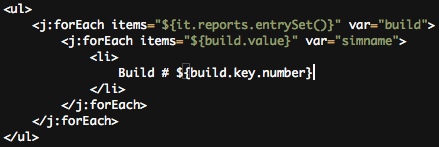 <ul>
    <j:forEach items="${it.reports.entrySet()}" var="build">
        <j:forEach items="${build.value}" var="simname">
            <li>
                Build # ${build.key.number}
            </li>
        </j:forEach>
    </j:forEach>
</ul>